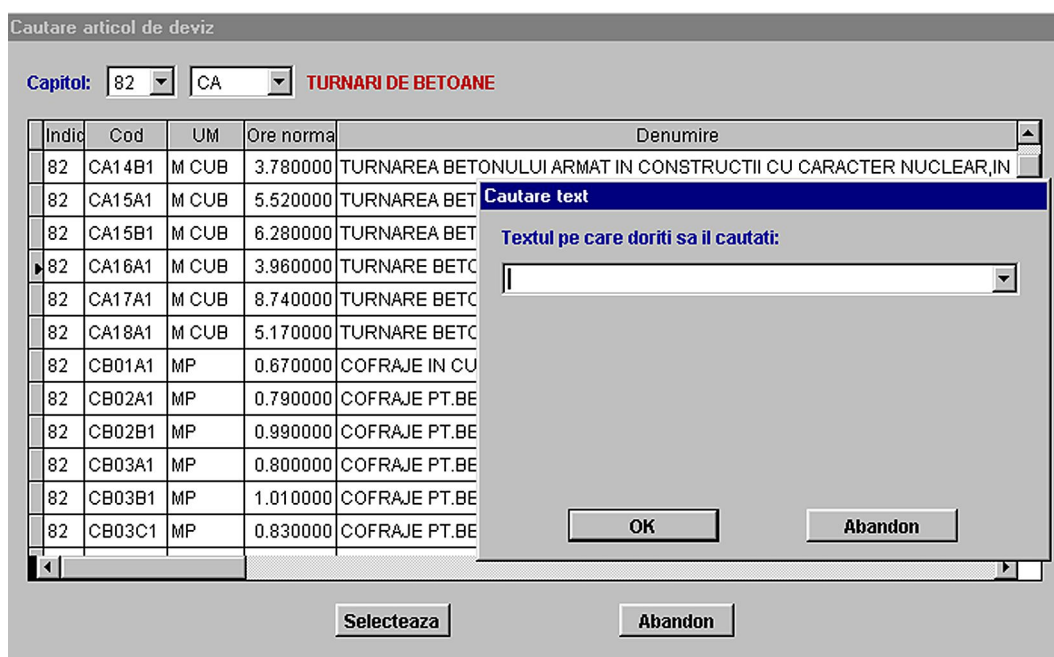 Cautare articol de deviz
Capitol: 82 CA TURNARI DE BETOANE
Indic Cod UM Ore norma Denumire
82 CA14B1 M CUB 3.780000 TURNAREA BETONULUI ARMAT IN CONSTRUCTII CU CARACTER NUCLEAR,IN
82 CA15A1 M CUB 5.520000 TURNAREA BET
82 CA15B1 M CUB 6.280000 TURNAREA BET
82 CA16A1 M CUB 3.960000 TURNARE BETO
82 CA17A1 M CUB 8.740000 TURNARE BETO
82 CA18A1 M CUB 5.170000 TURNARE BETO
82 CB01A1 MP 0.670000 COFRAJE IN CU
82 CB02A1 MP 0.790000 COFRAJE PT.BE
82 CB02B1 MP 0.990000 COFRAJE PT.BE
82 CB03A1 MP 0.800000 COFRAJE PT.BE
82 CB03B1 MP 1.010000 COFRAJE PT.BE
82 CB03C1 MP 0.830000 COFRAJE PT.BE
Cautare text
Textul pe care doriti sa il cautati:
OK Abandon
Selecteaza Abandon